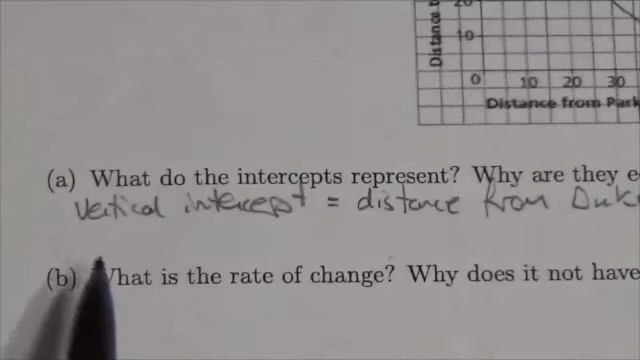 Distance
20
10
0 10 20 30
Distance from Park
(a) What do the intercepts represent? Why are they e
vertical intercept = distance from Duk
(b) What is the rate of change? Why does it not have